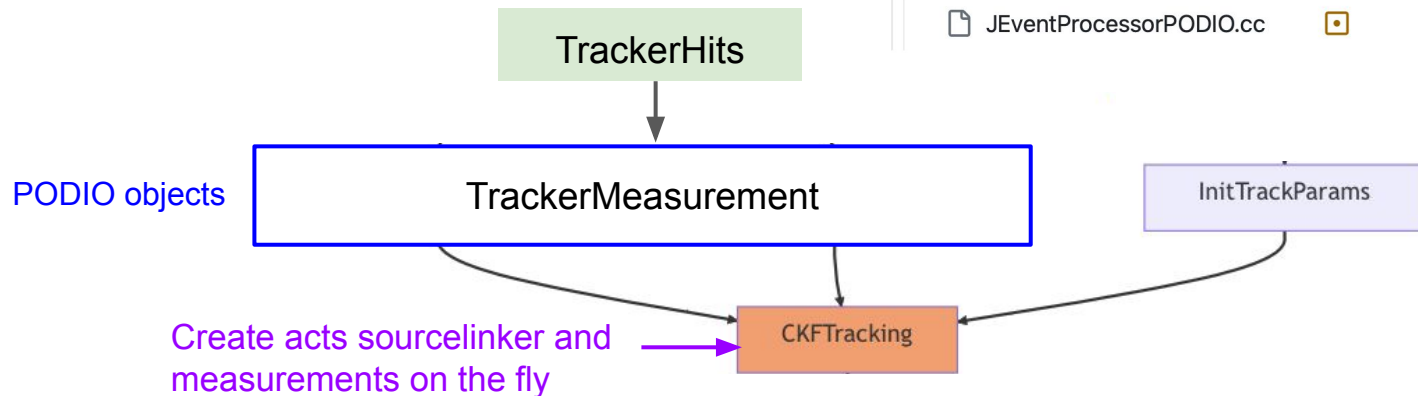 JEventProcessorPODIO.cc
TrackerHits
PODIO objects
TrackerMeasurement
InitTrackParams
Create acts sourcelinker and
measurements on the fly
CKFTracking